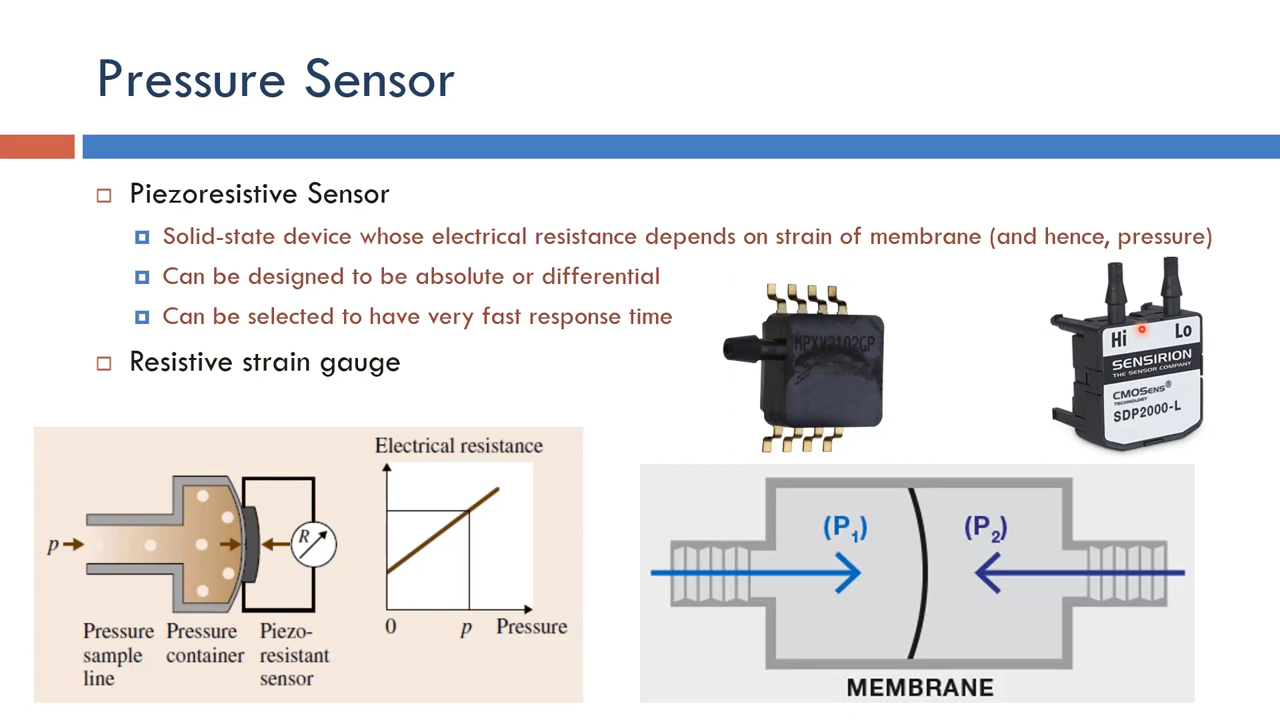 Pressure Sensor
Piezoresistive Sensor
Solid-state device whose electrical resistance depends on strain of membrane (and hence, pressure)
Can be designed to be absolute or differential
Can be selected to have very fast response time
Resistive strain gauge
MPXV2102GP
Hi Lo
SENSIRION
THE SENSOR COMPANY
CMOSENS®
TECHNOLOGY
SDP2000-L
Electrical resistance
p
R
0 p Pressure
Pressure sample line
Pressure container
Piezo-resistant sensor
(P1) (P2)
MEMBRANE